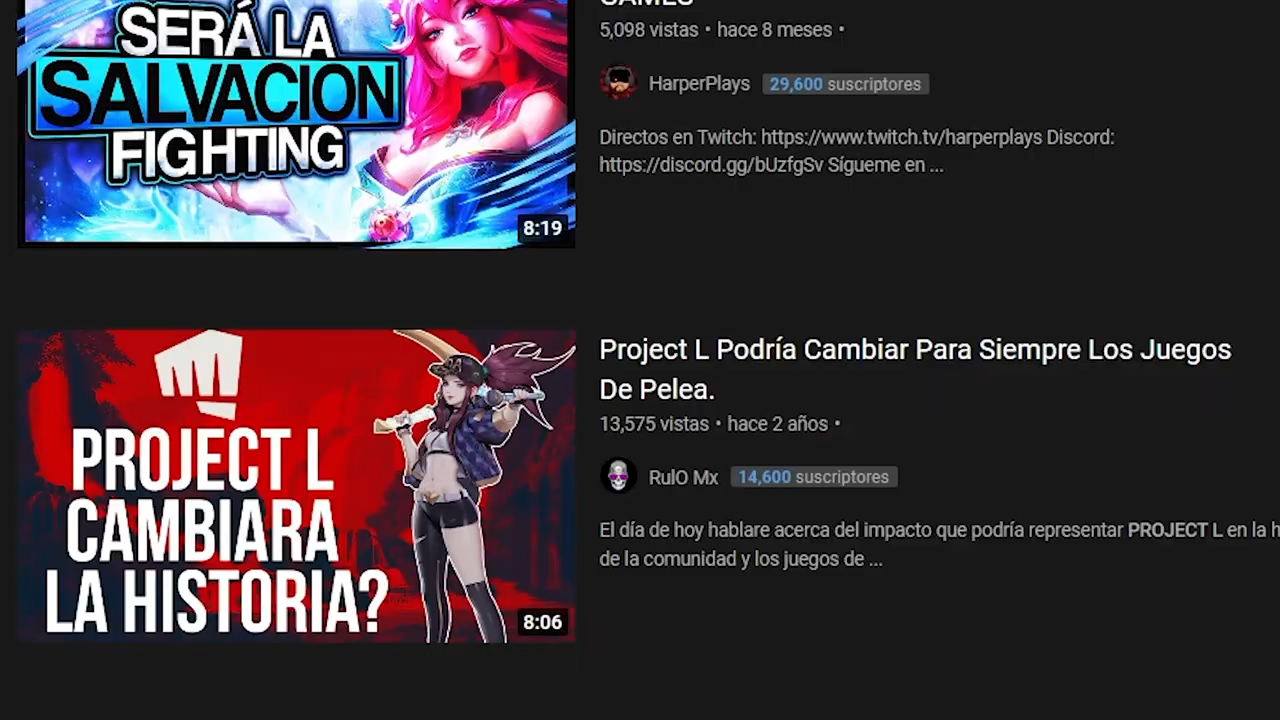 SERÁ LA
SALVACION
FIGHTING
8:19
GAMES
5,098 vistas • hace 8 meses •
HarperPlays 29,600 suscriptores
Directos en Twitch: https://www.twitch.tv/harperplays Discord:
https://discord.gg/bUzfgSv Sígueme en ...
PROJECT L
CAMBIARA
LA HISTORIA?
8:06
Project L Podría Cambiar Para Siempre Los Juegos
De Pelea.
13,575 vistas • hace 2 años •
RulO Mx 14,600 suscriptores
El día de hoy hablare acerca del impacto que podría representar PROJECT L en la h
de la comunidad y los juegos de ...